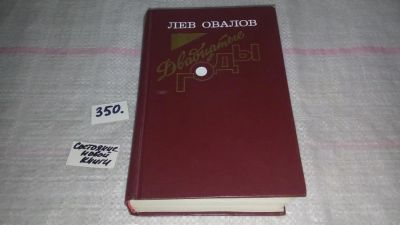 ЛЕВ ОВАЛОВ
Двадцатые
ГОДЫ
350.
Состояние
новой
книги